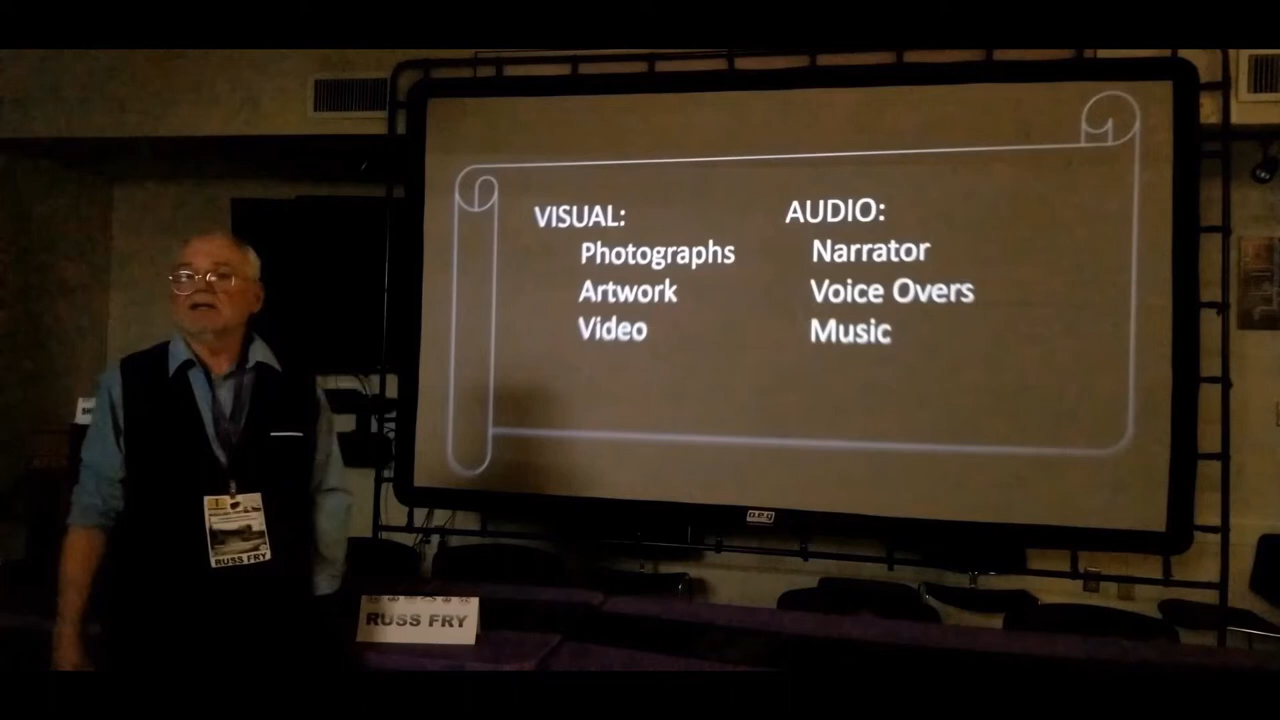 VISUAL:
Photographs
Artwork
Video
AUDIO:
Narrator
Voice Overs
Music
RUSS FRY
RUSS FRY